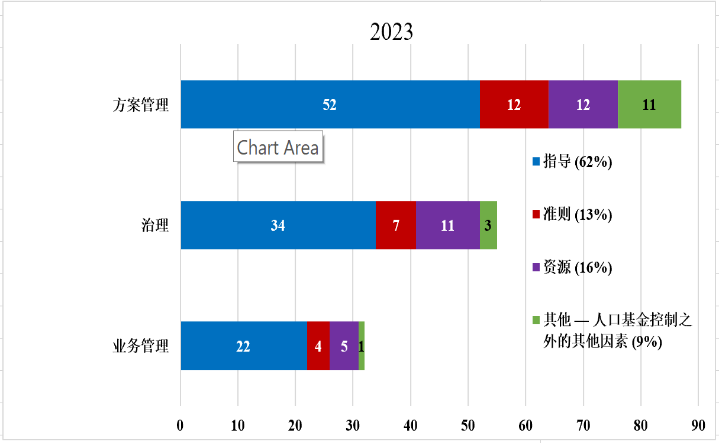 2023
方案管理
52
12
12
11
Chart Area
指导 (62%)
准则 (13%)
治理
34
7
11
3
资源 (16%)
其他 — 人口基金控制之
外的其他因素 (9%)
业务管理
22
4
5
1
0 10 20 30 40 50 60 70 80 90